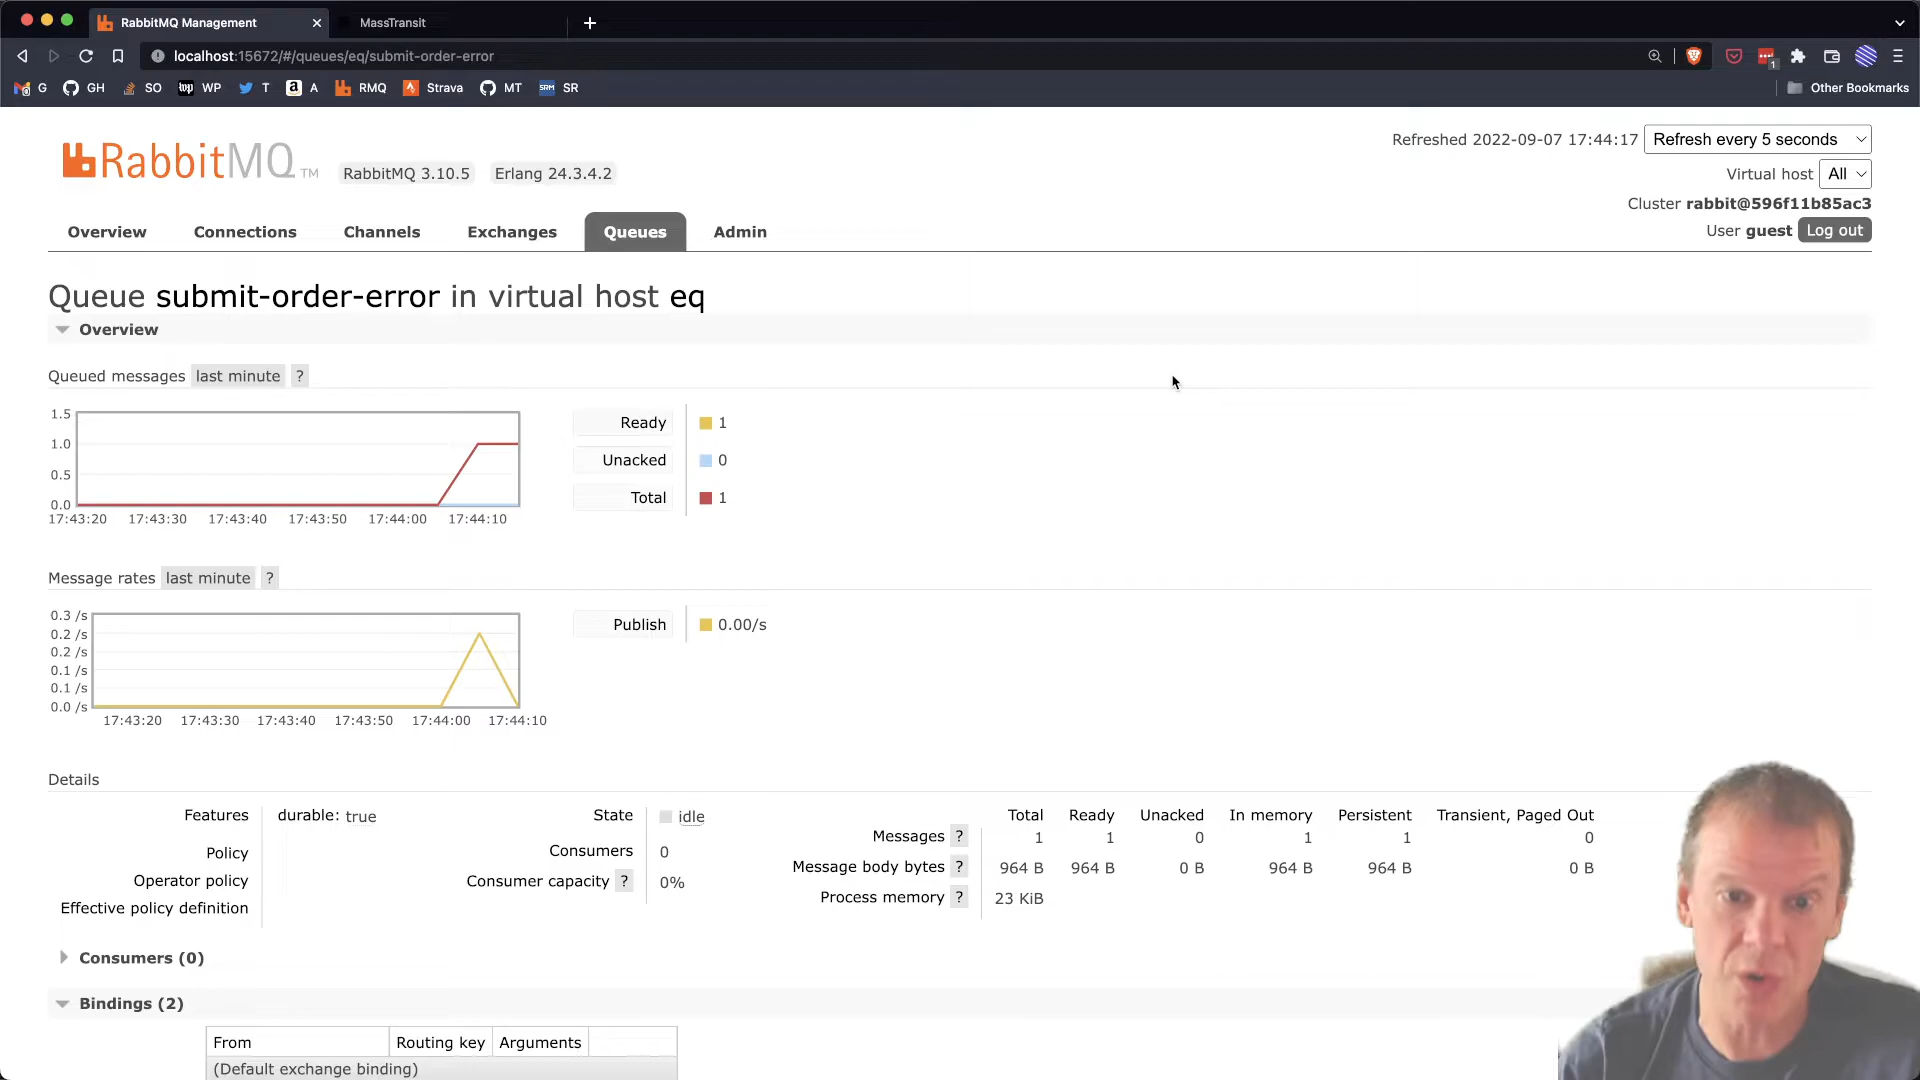 RabbitMQ Management
MassTransit
localhost:15672/#/queues/eq/submit-order-error
1
G GH SO WP T A RMQ Strava MT SRM SR Other Bookmarks
RabbitMQ TM RabbitMQ 3.10.5 Erlang 24.3.4.2
Refreshed 2022-09-07 17:44:17 Refresh every 5 seconds
Virtual host All
Cluster rabbit@596f11b85ac3
User guest Log out
Overview Connections Channels Exchanges Queues Admin
Queue submit-order-error in virtual host eq
Overview
Queued messages last minute ?
1.5
1.0
0.5
0.0
17:43:20 17:43:30 17:43:40 17:43:50 17:44:00 17:44:10
Ready 1
Unacked 0
Total 1
Message rates last minute ?
0.3 /s
0.2 /s
0.2 /s
0.1 /s
0.1 /s
0.0 /s
17:43:20 17:43:30 17:43:40 17:43:50 17:44:00 17:44:10
Publish 0.00/s
Details
Features durable: true
Policy
Operator policy
Effective policy definition
State idle
Consumers 0
Consumer capacity ? 0%
Total Ready Unacked In memory Persistent Transient, Paged Out
Messages ? 1 1 0 1 1 0
Message body bytes ? 964 B 964 B 0 B 964 B 964 B 0 B
Process memory ? 23 KiB
Consumers (0)
Bindings (2)
From Routing key Arguments
(Default exchange binding)